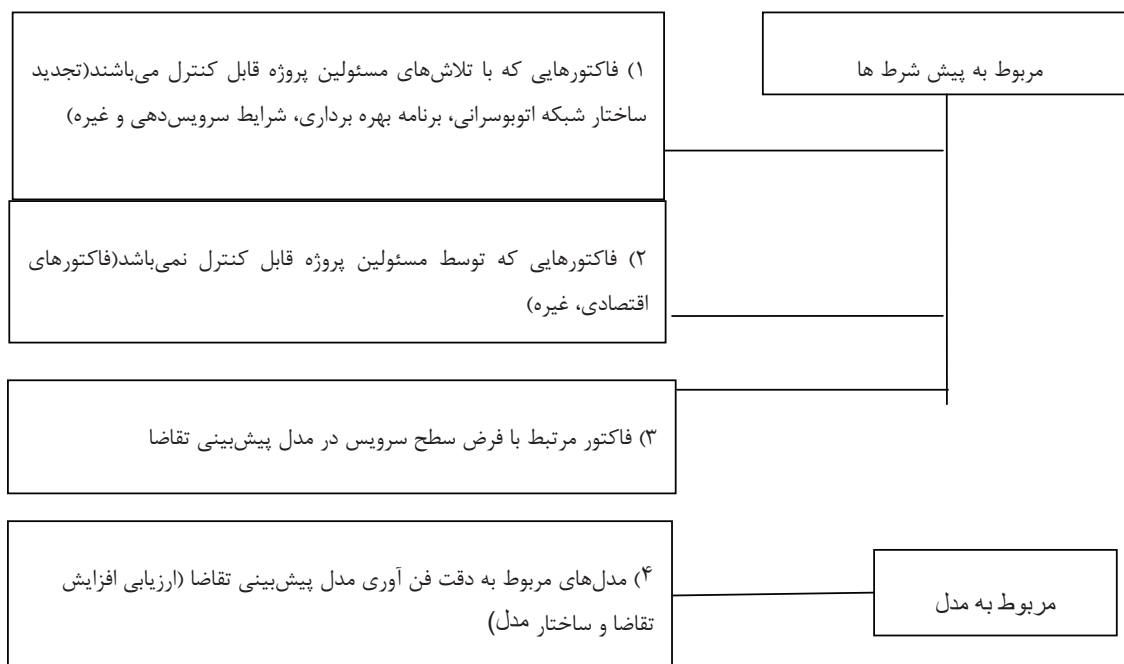 مربوط به پیش شرط ها
۱) فاکتورهایی که با تلاش‌های مسئولین پروژه قابل کنترل می‌باشند(تجدید
ساختار شبکه اتوبوسرانی، برنامه بهره برداری، شرایط سرویس‌دهی و غیره)
۲) فاکتورهایی که توسط مسئولین پروژه قابل کنترل نمی‌باشد(فاکتورهای
اقتصادی، غیره)
۳) فاکتور مرتبط با فرض سطح سرویس در مدل پیش‌بینی تقاضا
مربوط به مدل
۴) مدل‌های مربوط به دقت فن آوری مدل پیش‌بینی تقاضا (ارزیابی افزایش
تقاضا و ساختار مدل)